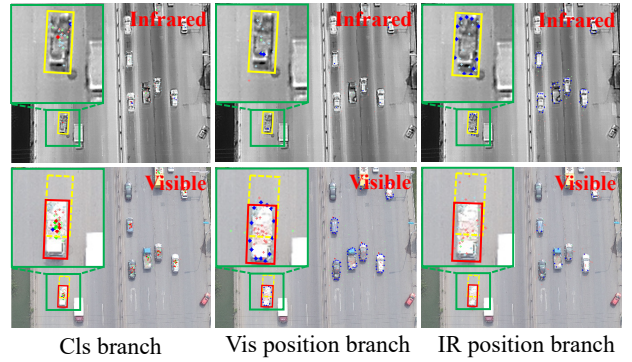 Infrared Infrared Infrared
Visible Visible Visible
Cls branch Vis position branch IR position branch